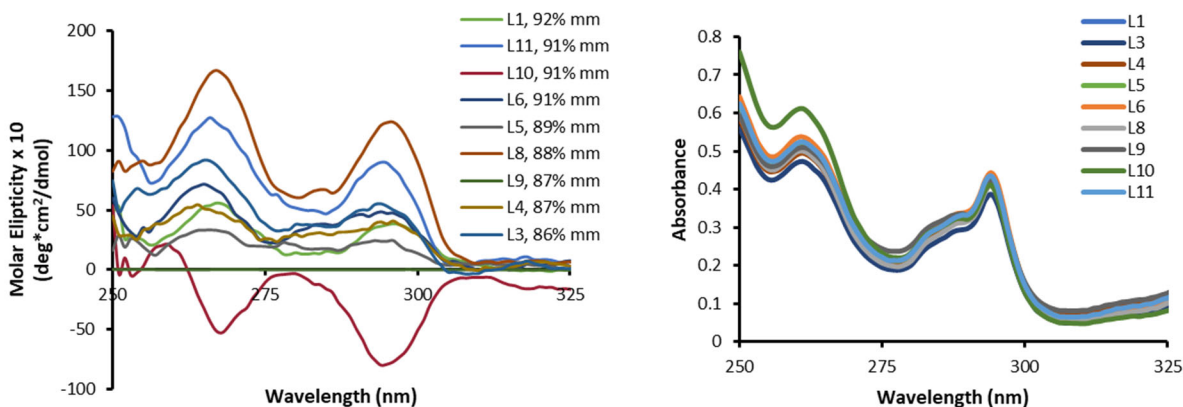 Molar Elipticity x 10
(deg*cm²/dmol)
200
150
100
50
0
-50
-100
250
275
300
325
Wavelength (nm)
L1, 92% mm
L11, 91% mm
L10, 91% mm
L6, 91% mm
L5, 89% mm
L8, 88% mm
L9, 87% mm
L4, 87% mm
L3, 86% mm
Absorbance
0.8
0.7
0.6
0.5
0.4
0.3
0.2
0.1
0
250
275
300
325
Wavelength (nm)
L1
L3
L4
L5
L6
L8
L9
L10
L11